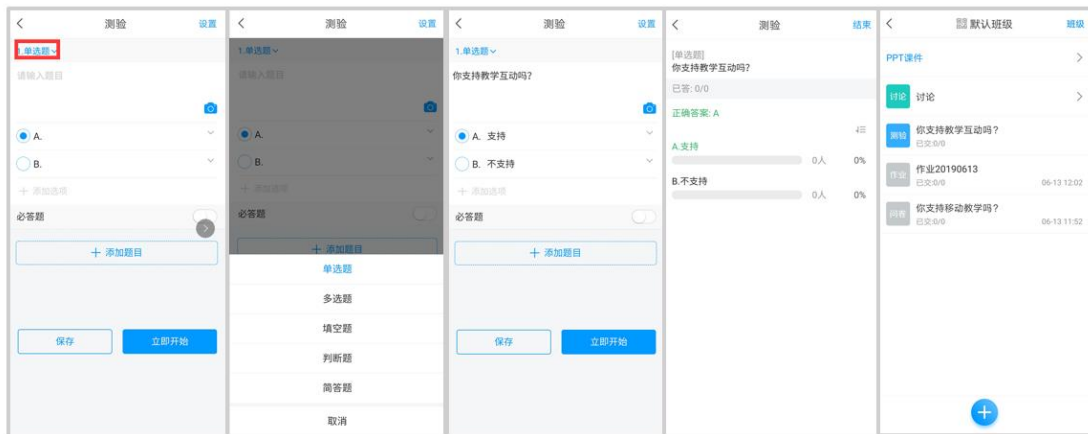 测验
设置
1.单选题
请输入题目
A.
B.
添加选项
必答题
添加题目
保存
立即开始
测验
设置
1.单选题
请输入题目
A.
B.
添加选项
必答题
添加题目
单选题
多选题
填空题
判断题
简答题
取消
测验
设置
1.单选题
你支持教学互动吗?
A. 支持
B. 不支持
添加选项
必答题
添加题目
保存
立即开始
测验
结束
[单选题]
你支持教学互动吗?
已答: 0/0
正确答案: A
A.支持
0人 0%
B.不支持
0人 0%
默认班级
班级
PPT课件
讨论 讨论
测验 你支持教学互动吗?
已交:0/0
作业 作业20190613
已交:0/0 06-13 12:02
问卷 你支持移动教学吗?
已交:0/0 06-13 11:52